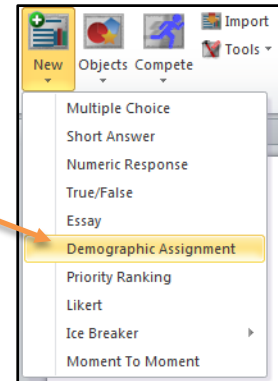 Import
Tools
New Objects Compete
Multiple Choice
Short Answer
Numeric Response
True/False
Essay
Demographic Assignment
Priority Ranking
Likert
Ice Breaker
Moment To Moment